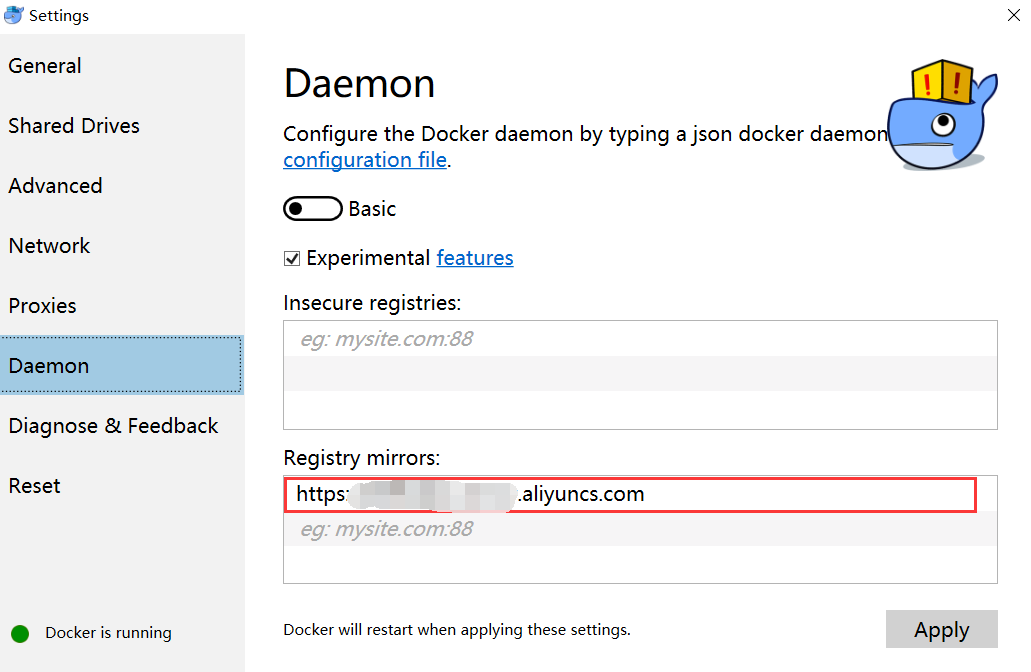 Settings
General
Shared Drives
Advanced
Network
Proxies
Daemon
Diagnose & Feedback
Reset
Docker is running
Daemon
Configure the Docker daemon by typing a json docker daemon
configuration file.
Basic
Experimental features
Insecure registries:
eg: mysite.com:88
Registry mirrors:
https: .aliyuncs.com
eg: mysite.com:88
Docker will restart when applying these settings.
Apply